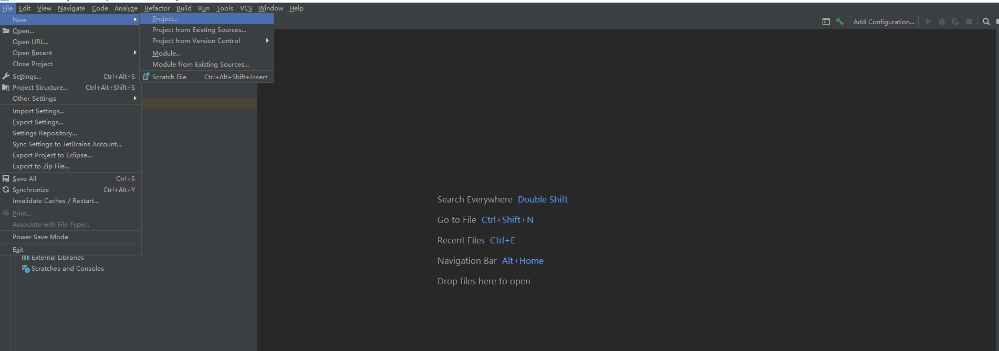 File Edit View Navigate Code Analyze Refactor Build Run Tools VCS Window Help
Add Configuration...
New
Open...
Open URL...
Open Recent
Close Project
Settings... Ctrl+Alt+S
Project Structure... Ctrl+Alt+Shift+S
Other Settings
Import Settings...
Export Settings...
Settings Repository...
Sync Settings to JetBrains Account...
Export Project to Eclipse...
Export to Zip File...
Save All Ctrl+S
Synchronize Ctrl+Alt+Y
Invalidate Caches / Restart...
Print...
Associate with File Type...
Power Save Mode
Exit
Project...
Project from Existing Sources...
Project from Version Control
Module...
Module from Existing Sources...
Scratch File Ctrl+Alt+Shift+Insert
External Libraries
Scratches and Consoles
Search Everywhere Double Shift
Go to File Ctrl+Shift+N
Recent Files Ctrl+E
Navigation Bar Alt+Home
Drop files here to open